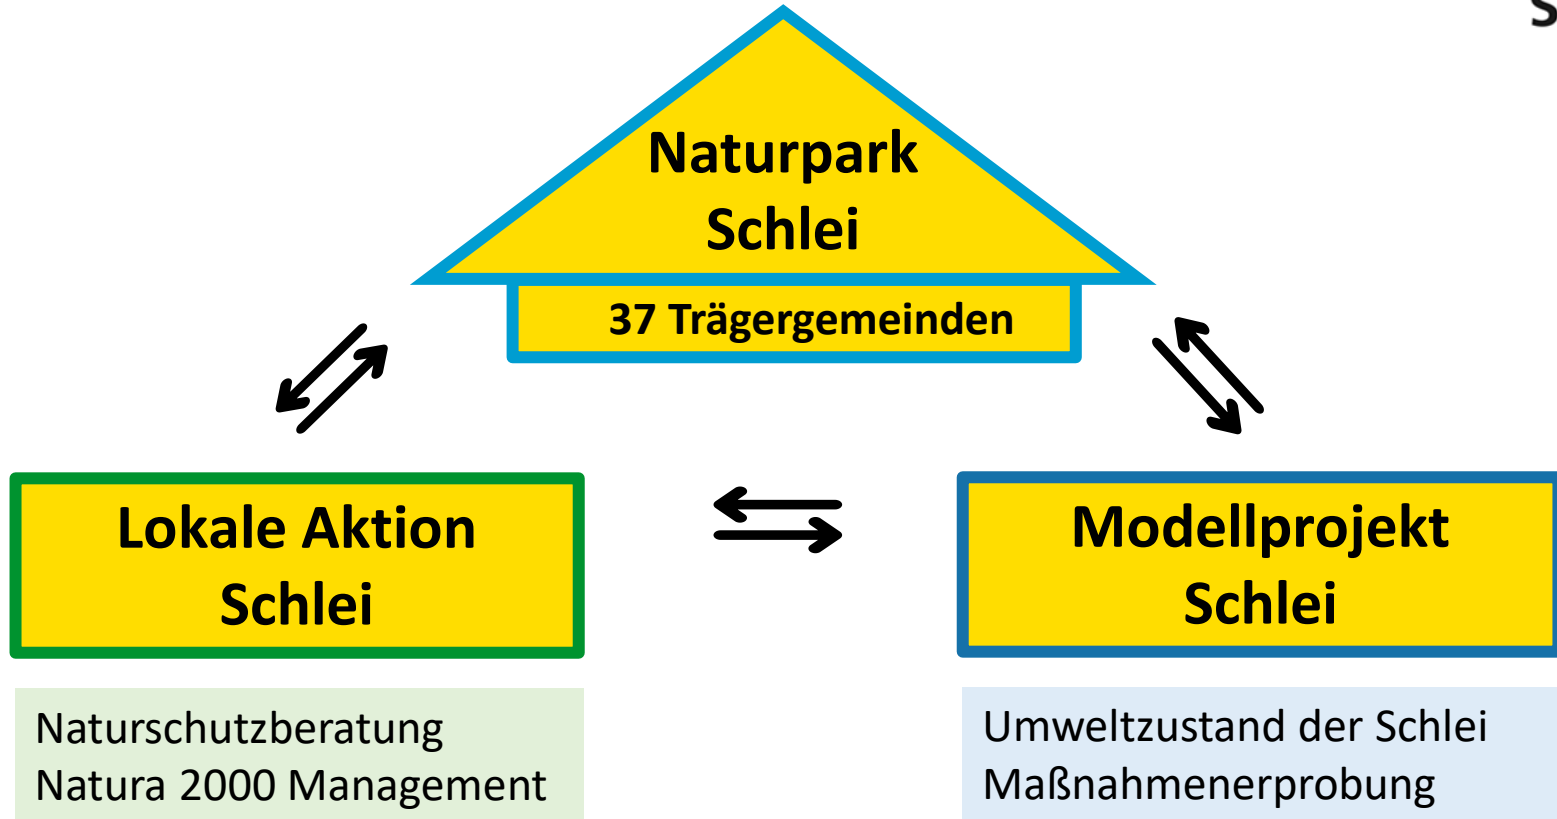 Naturpark
Schlei
37 Trägergemeinden
Lokale Aktion
Schlei
Modellprojekt
Schlei
Naturschutzberatung
Natura 2000 Management
Umweltzustand der Schlei
Maßnahmenerprobung